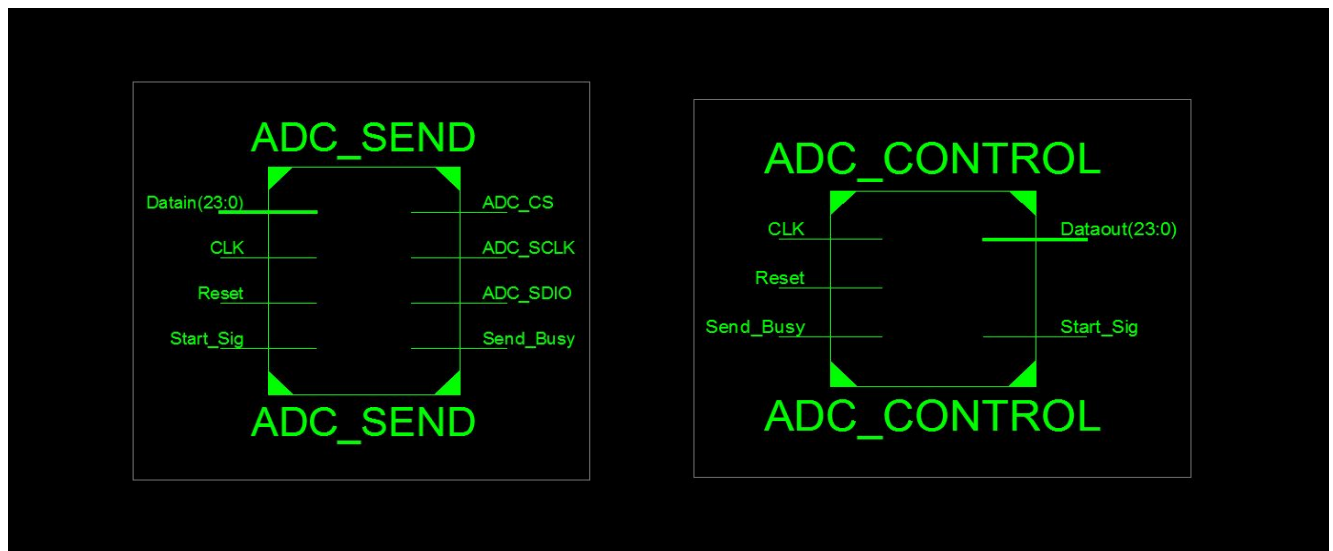 ADC_SEND
Datain(23:0)
CLK
Reset
Start_Sig
ADC_CS
ADC_SCLK
ADC_SDIO
Send_Busy
ADC_SEND
ADC_CONTROL
CLK
Reset
Send_Busy
Dataout(23:0)
Start_Sig
ADC_CONTROL